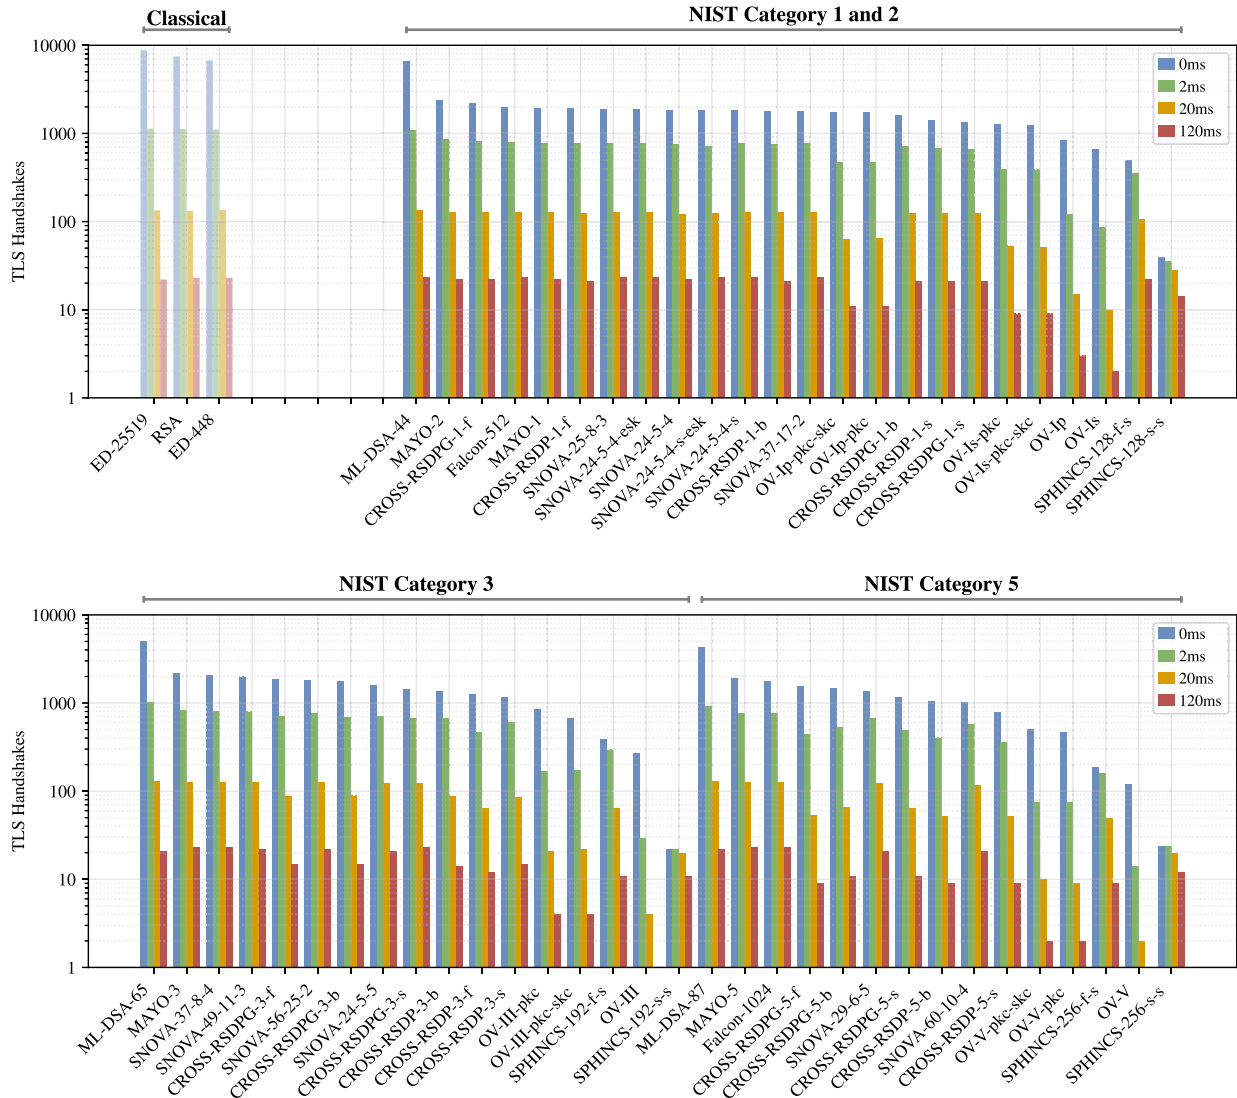 Classical
NIST Category 1 and 2
10000
1000
100
10
1
TLS Handshakes
0ms
2ms
20ms
120ms
ED-25519
RSA
ED-448
ML-DSA-44
MAYO-2
CROSS-RSDPG-1-f
Falcon-512
MAYO-1
CROSS-RSDP-1-f
SNOVA-25-8-3
SNOVA-24-5-4-esk
SNOVA-24-5-4
SNOVA-24-5-4-s-esk
SNOVA-24-5-4-s
CROSS-RSDP-1-b
SNOVA-37-17-2
OV-Ip-pkc-skc
OV-Ip-pkc
CROSS-RSDPG-1-b
CROSS-RSDP-1-s
CROSS-RSDPG-1-s
OV-Is-pkc
OV-Is-pkc-skc
OV-Ip
OV-Is
SPHINCS-128-f-s
SPHINCS-128-s-s
NIST Category 3
NIST Category 5
10000
1000
100
10
1
TLS Handshakes
0ms
2ms
20ms
120ms
ML-DSA-65
MAYO-3
SNOVA-37-8-4
SNOVA-49-11-3
CROSS-RSDPG-3-f
SNOVA-56-25-2
CROSS-RSDPG-3-b
SNOVA-24-5-5
CROSS-RSDPG-3-s
CROSS-RSDP-3-b
CROSS-RSDP-3-f
CROSS-RSDP-3-s
OV-III-pkc
OV-III-pkc-skc
SPHINCS-192-f-s
OV-III
SPHINCS-192-s-s
ML-DSA-87
MAYO-5
Falcon-1024
CROSS-RSDPG-5-f
CROSS-RSDPG-5-b
SNOVA-29-6-5
CROSS-RSDPG-5-s
CROSS-RSDP-5-b
SNOVA-60-10-4
CROSS-RSDP-5-s
OV-V-pkc-skc
OV-V-pkc
SPHINCS-256-f-s
OV-V
SPHINCS-256-s-s